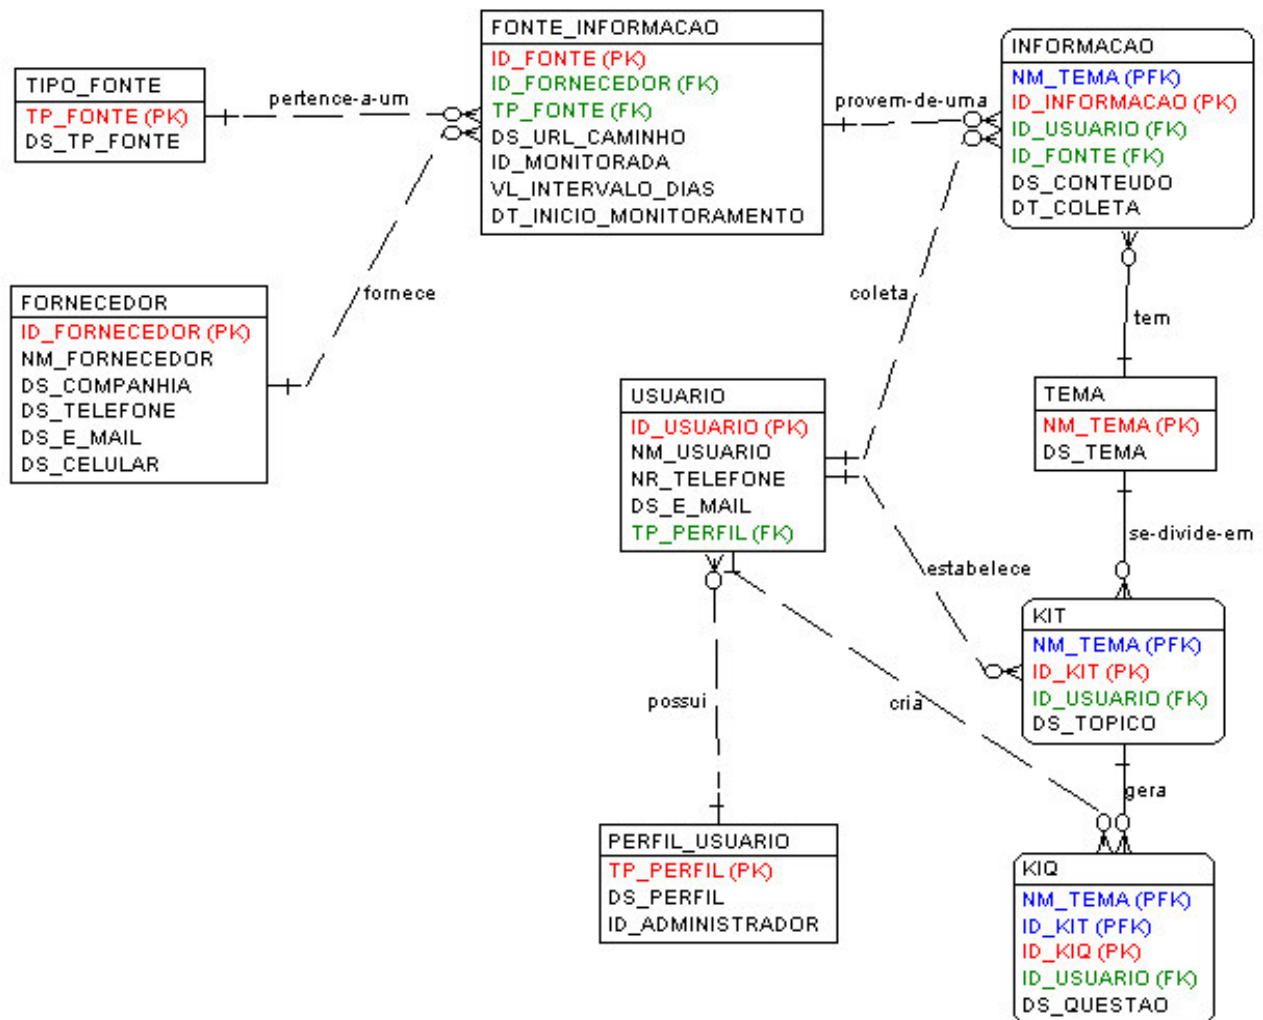 FONTE_INFORMACAO
ID_FONTE (PK)
ID_FORNECEDOR (FK)
TP_FONTE (FK)
DS_URL_CAMINHO
ID_MONITORADA
VL_INTERVALO_DIAS
DT_INICIO_MONITORAMENTO
INFORMACAO
NM_TEMA (PFK)
ID_INFORMACAO (PK)
ID_USUARIO (FK)
ID_FONTE (FK)
DS_CONTEUDO
DT_COLETA
TIPO_FONTE
TP_FONTE (PK)
DS_TP_FONTE
pertence-a-um
provem-de-uma
FORNECEDOR
ID_FORNECEDOR (PK)
NM_FORNECEDOR
DS_COMPANHIA
DS_TELEFONE
DS_E_MAIL
DS_CELULAR
fornece
coleta
tem
USUARIO
ID_USUARIO (PK)
NM_USUARIO
NR_TELEFONE
DS_E_MAIL
TP_PERFIL (FK)
TEMA
NM_TEMA (PK)
DS_TEMA
se-divide-em
estabelece
KIT
NM_TEMA (PFK)
ID_KIT (PK)
ID_USUARIO (FK)
DS_TOPICO
possui
cria
gera
PERFIL_USUARIO
TP_PERFIL (PK)
DS_PERFIL
ID_ADMINISTRADOR
KIQ
NM_TEMA (PFK)
ID_KIT (PFK)
ID_KIQ (PK)
ID_USUARIO (FK)
DS_QUESTAO